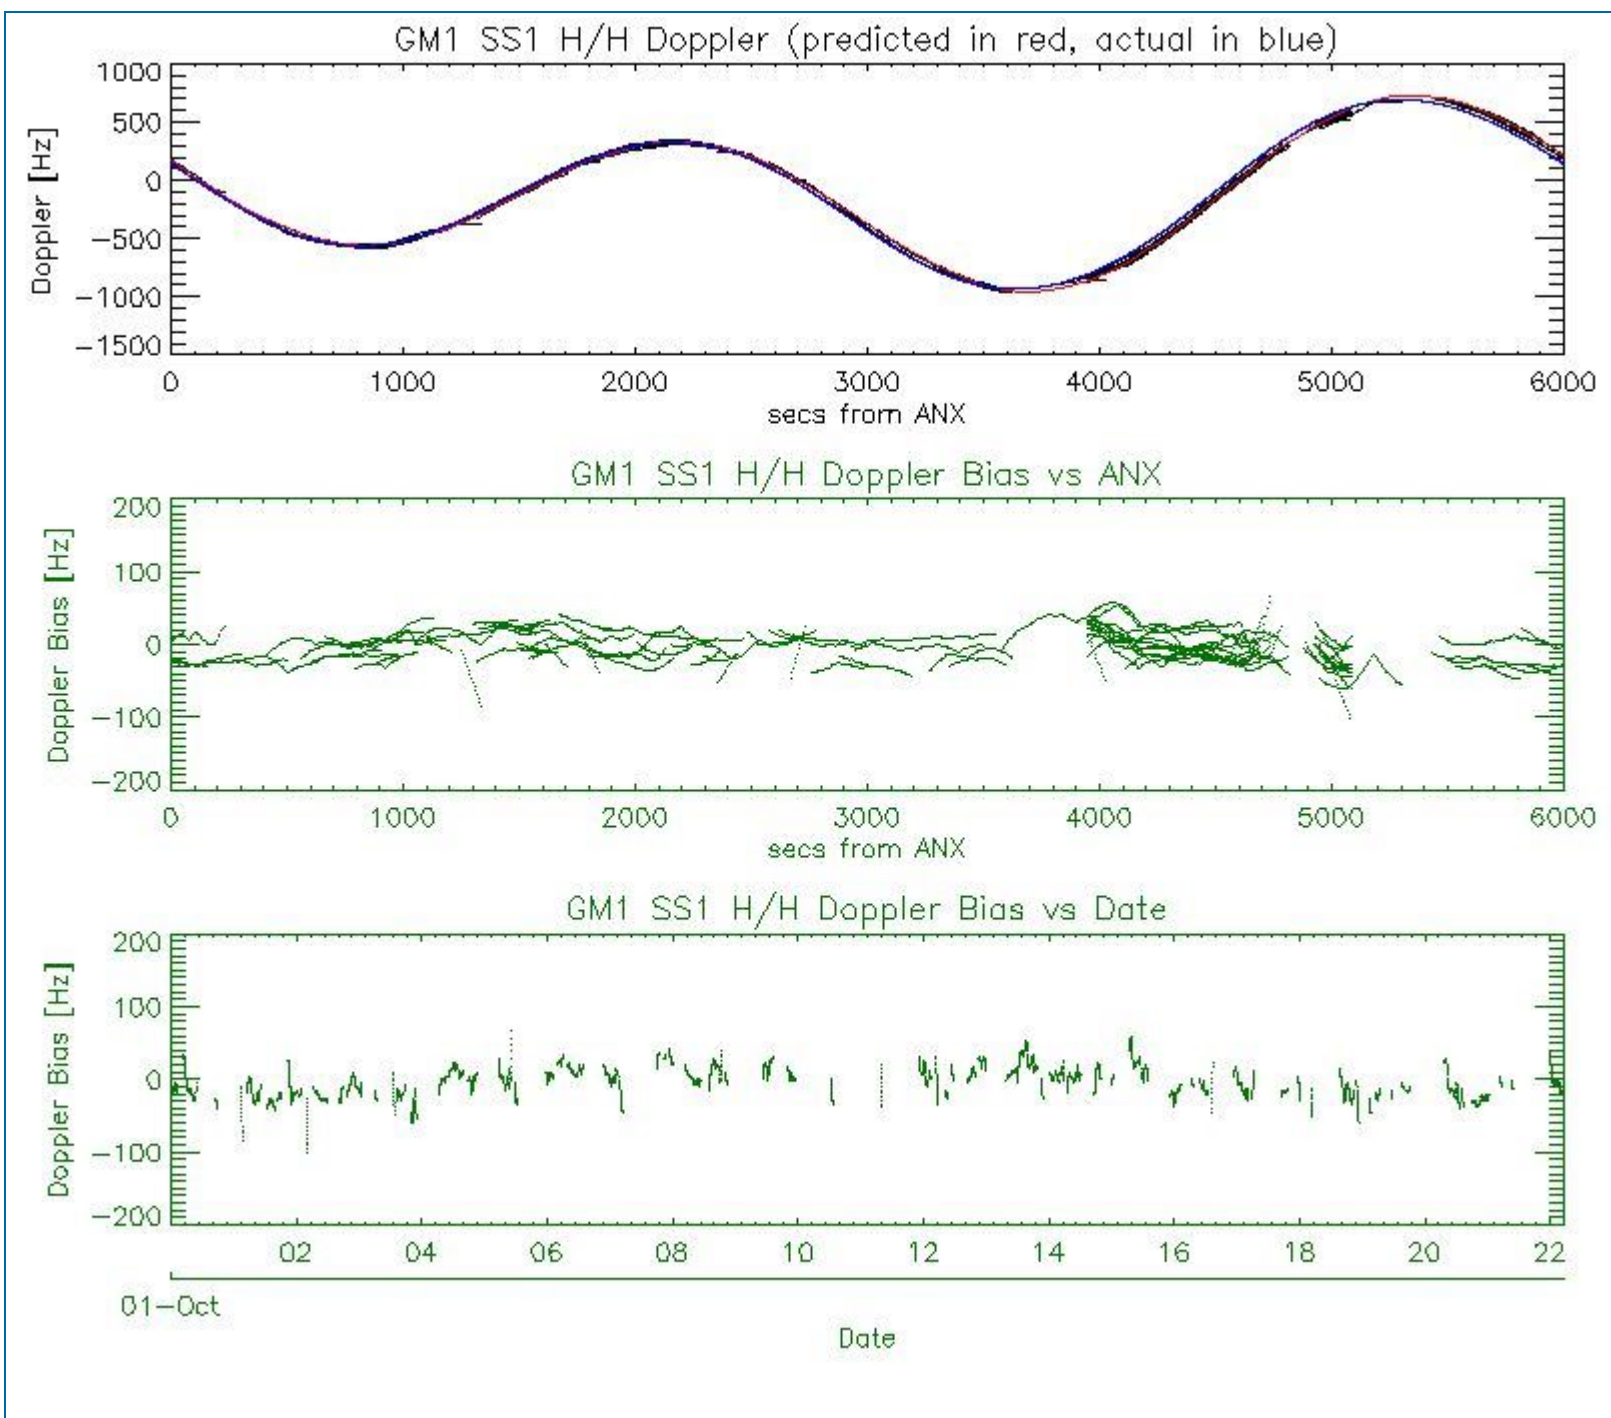 GM1 SS1 H/H Doppler (predicted in red, actual in blue)
1000
500
0
−500
−1000
−1500
Doppler [Hz]
0 1000 2000 3000 4000 5000 6000
secs from ANX
GM1 SS1 H/H Doppler Bias vs ANX
200
100
0
−100
−200
Doppler Bias [Hz]
0 1000 2000 3000 4000 5000 6000
secs from ANX
GM1 SS1 H/H Doppler Bias vs Date
200
100
0
−100
−200
Doppler Bias [Hz]
02 04 06 08 10 12 14 16 18 20 22
01−Oct
Date